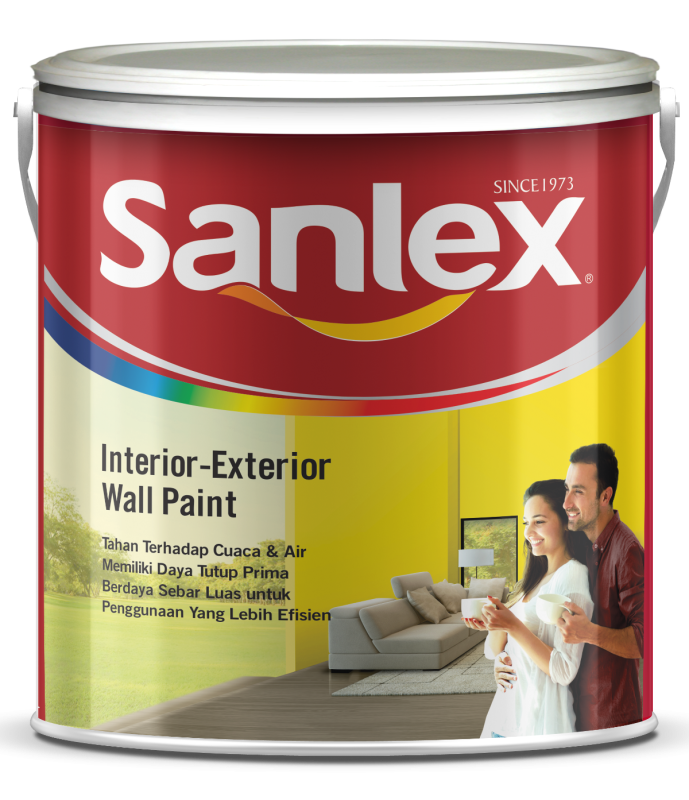 SINCE1973
Sanlex®
Interior-Exterior
Wall Paint
Tahan Terhadap Cuaca & Air
Memiliki Daya Tutup Prima
Berdaya Sebar Luas untuk
Penggunaan Yang Lebih Efisien